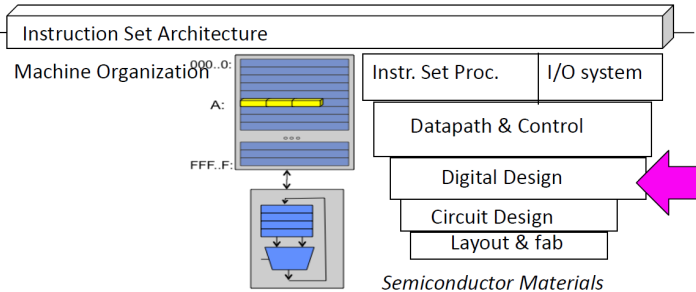 Instruction Set Architecture
Machine Organization
000..0:
A:
ooo
FFF..F:
Instr. Set Proc.
I/O system
Datapath & Control
Digital Design
Circuit Design
Layout & fab
Semiconductor Materials